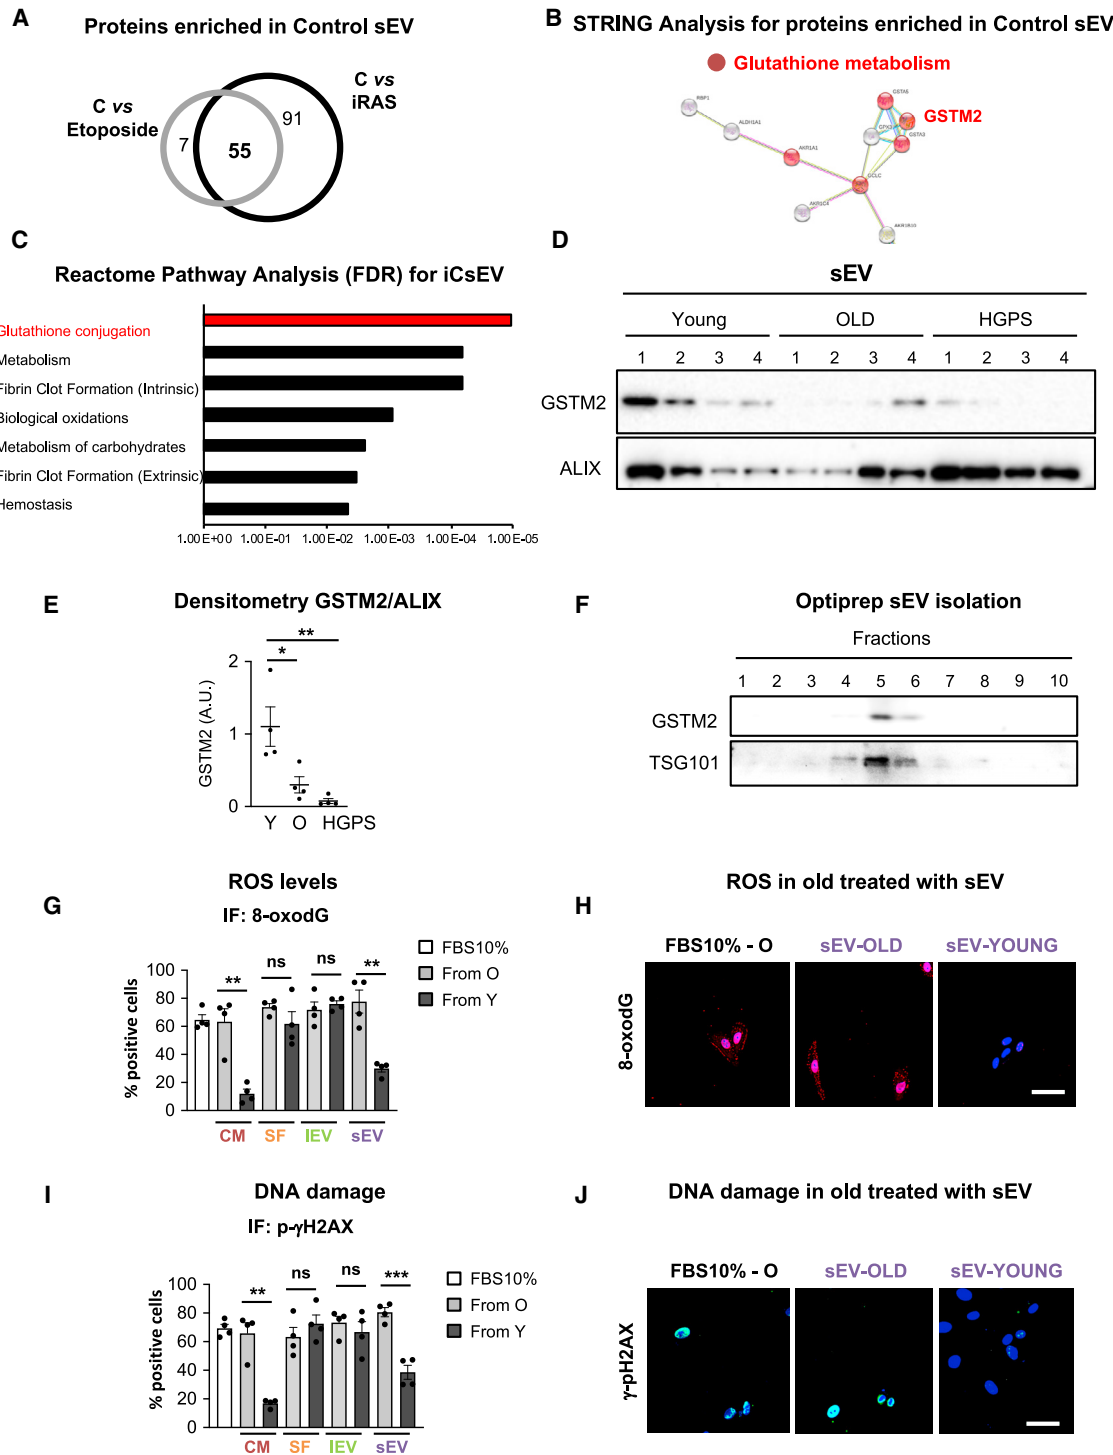 A
Proteins enriched in Control sEV
C vs
Etoposide
C vs
iRAS
7
55
91
B
STRING Analysis for proteins enriched in Control sEV
Glutathione metabolism
RBP1
ALDH1A1
AKR1A1
GSTM2
GSTA3
GCLC
AKR1C4
AKR1B10
C
Reactome Pathway Analysis (FDR) for iCsEV
Glutathione conjugation
Metabolism
Fibrin Clot Formation (Intrinsic)
Biological oxidations
Metabolism of carbohydrates
Fibrin Clot Formation (Extrinsic)
Hemostasis
1.00E+00 1.00E-01 1.00E-02 1.00E-03 1.00E-04 1.00E-05
D
sEV
Young OLD HGPS
1 2 3 4 1 2 3 4 1 2 3 4
GSTM2
ALIX
E
Densitometry GSTM2/ALIX
**
*
GSTM2 (A.U.)
2
1
0
Y O HGPS
F
Optiprep sEV isolation
Fractions
1 2 3 4 5 6 7 8 9 10
GSTM2
TSG101
G
ROS levels
IF: 8-oxodG
FBS10%
From O
From Y
** ns ns **
% positive cells
100
80
60
40
20
0
CM SF lEV sEV
H
ROS in old treated with sEV
FBS10% - O sEV-OLD sEV-YOUNG
8-oxodG
I
DNA damage
IF: p-γH2AX
FBS10%
From O
From Y
** ns ns ***
% positive cells
100
80
60
40
20
0
CM SF lEV sEV
J
DNA damage in old treated with sEV
FBS10% - O sEV-OLD sEV-YOUNG
γ-pH2AX